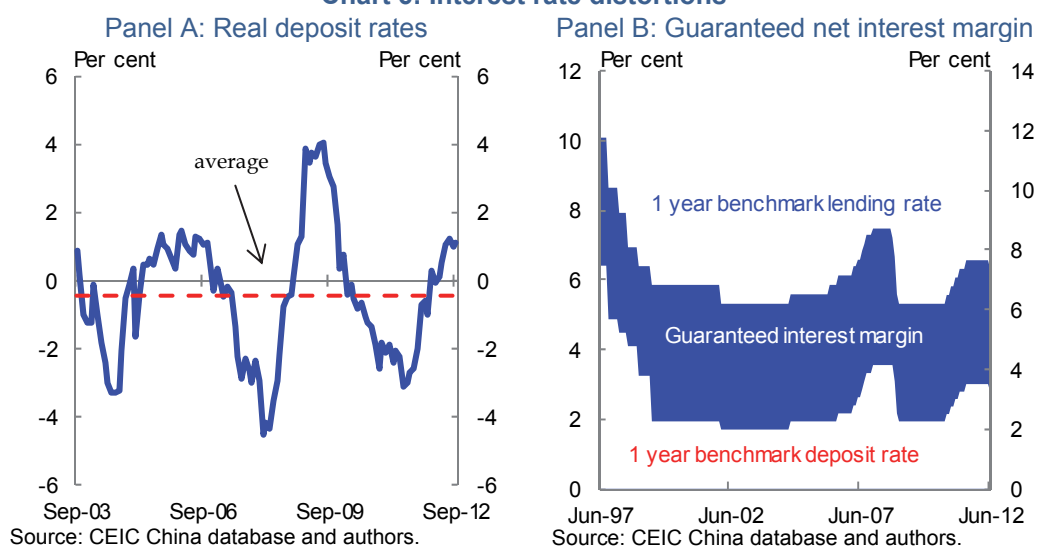 Panel A: Real deposit rates
Per cent
Per cent
6
4
2
0
-2
-4
-6
6
4
2
0
-2
-4
-6
average
Sep-03
Sep-06
Sep-09
Sep-12
Source: CEIC China database and authors.
Panel B: Guaranteed net interest margin
Per cent
Per cent
12
10
8
6
4
2
0
14
12
10
8
6
4
2
0
1 year benchmark lending rate
Guaranteed interest margin
1 year benchmark deposit rate
Jun-97
Jun-02
Jun-07
Jun-12
Source: CEIC China database and authors.